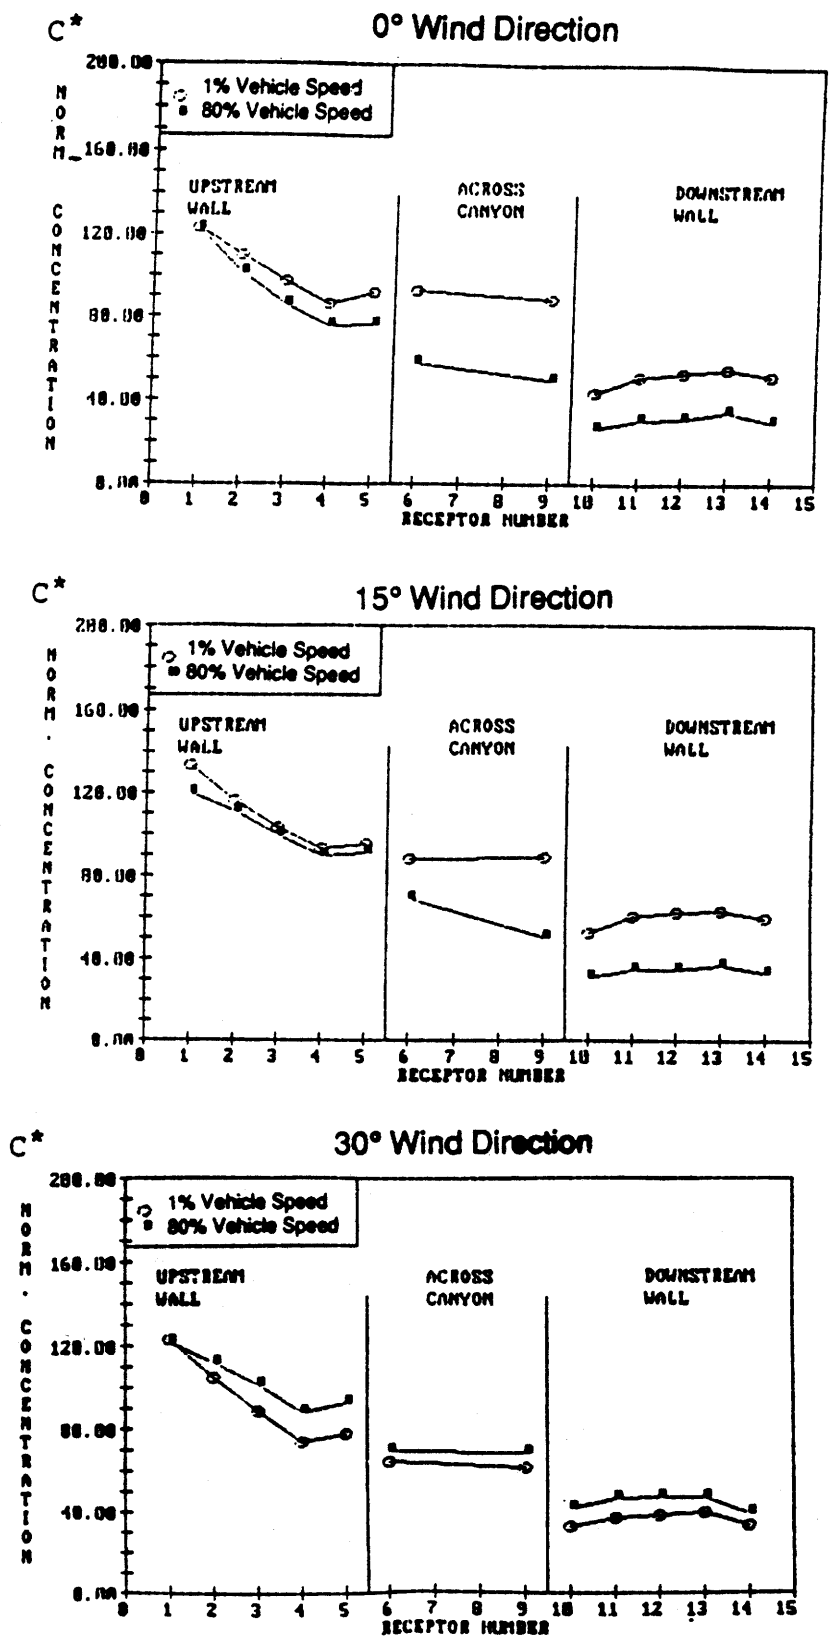 C*
0° Wind Direction
200.00
1% Vehicle Speed
80% Vehicle Speed
NORM_ CONCENTRATION
160.00
UPSTREAM
WALL
ACROSS
CANYON
DOWNSTREAM
WALL
120.00
80.00
40.00
0.00
0 1 2 3 4 5 6 7 8 9 10 11 12 13 14 15
RECEPTOR NUMBER
C*
15° Wind Direction
200.00
1% Vehicle Speed
80% Vehicle Speed
NORM. CONCENTRATION
160.00
UPSTREAM
WALL
ACROSS
CANYON
DOWNSTREAM
WALL
120.00
80.00
40.00
0.00
0 1 2 3 4 5 6 7 8 9 10 11 12 13 14 15
RECEPTOR NUMBER
C*
30° Wind Direction
200.00
1% Vehicle Speed
80% Vehicle Speed
NORM. CONCENTRATION
160.00
UPSTREAM
WALL
ACROSS
CANYON
DOWNSTREAM
WALL
120.00
80.00
40.00
0.00
0 1 2 3 4 5 6 7 8 9 10 11 12 13 14 15
RECEPTOR NUMBER